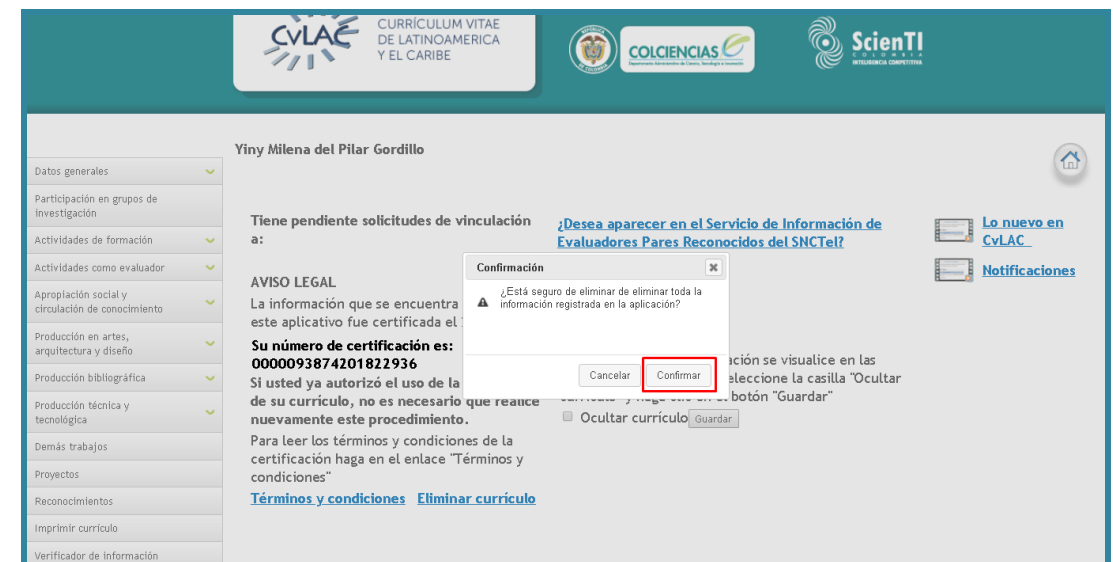 CvLAC
CURRÍCULUM VITAE
DE LATINOAMERICA
Y EL CARIBE
COLCIENCIAS
ScienTI
COLOMBIA
INTELIGENCIA COMPETITIVA
Yiny Milena del Pilar Gordillo
Datos generales
Participación en grupos de
investigación
Actividades de formación
Actividades como evaluador
Apropiación social y
circulación de conocimiento
Producción en artes,
arquitectura y diseño
Producción bibliográfica
Producción técnica y
tecnológica
Demás trabajos
Proyectos
Reconocimientos
Imprimir currículo
Verificador de información
Tiene pendiente solicitudes de vinculación
a:
AVISO LEGAL
La información que se encuentra
este aplicativo fue certificada el
Su número de certificación es:
0000093874201822936
Si usted ya autorizó el uso de la
de su currículo, no es necesario que realice
nuevamente este procedimiento.
Para leer los términos y condiciones de la
certificación haga en el enlace "Términos y
condiciones"
Términos y condiciones Eliminar currículo
¿Desea aparecer en el Servicio de Información de
Evaluadores Pares Reconocidos del SNCTeI?
Confirmación
¿Está seguro de eliminar de eliminar toda la
información registrada en la aplicación?
Cancelar Confirmar
ación se visualice en las
eleccione la casilla "Ocultar
botón "Guardar"
Ocultar currículo Guardar
Lo nuevo en
CvLAC
Notificaciones